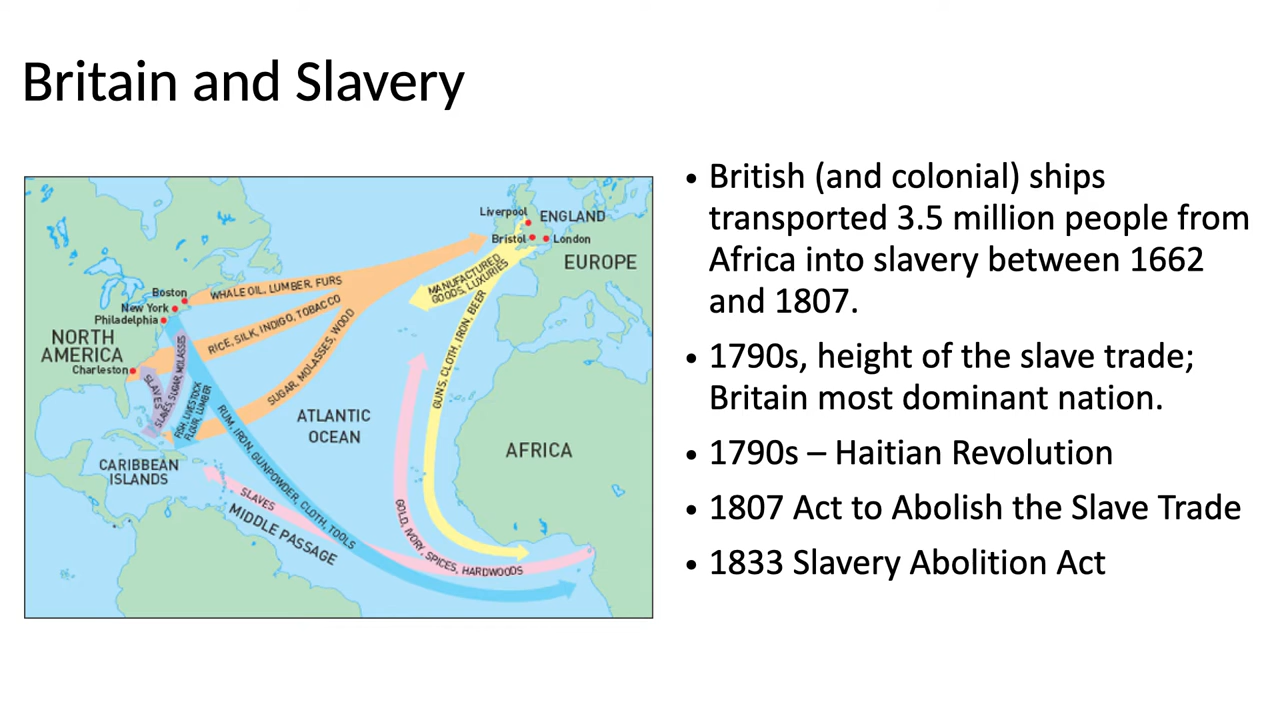 Britain and Slavery
Liverpool
ENGLAND
Bristol
London
EUROPE
MANUFACTURED
GOODS, LUXURIES
Boston
WHALE OIL, LUMBER, FURS
New York
Philadelphia
NORTH
AMERICA
Charleston
RICE, SILK, INDIGO, TOBACCO
SUGAR, MOLASSES, WOOD
GUNS, CLOTH, IRON, BEER
SLAVES
SLAVES, SUGAR, MOLASSES
FISH, LIVESTOCK
FLOUR, LUMBER
RUM, IRON, GUNPOWDER, CLOTH, TOOLS
ATLANTIC
OCEAN
AFRICA
CARIBBEAN
ISLANDS
SLAVES
MIDDLE PASSAGE
GOLD, IVORY, SPICES, HARDWOODS
• British (and colonial) ships
transported 3.5 million people from
Africa into slavery between 1662
and 1807.
• 1790s, height of the slave trade;
Britain most dominant nation.
• 1790s – Haitian Revolution
• 1807 Act to Abolish the Slave Trade
• 1833 Slavery Abolition Act